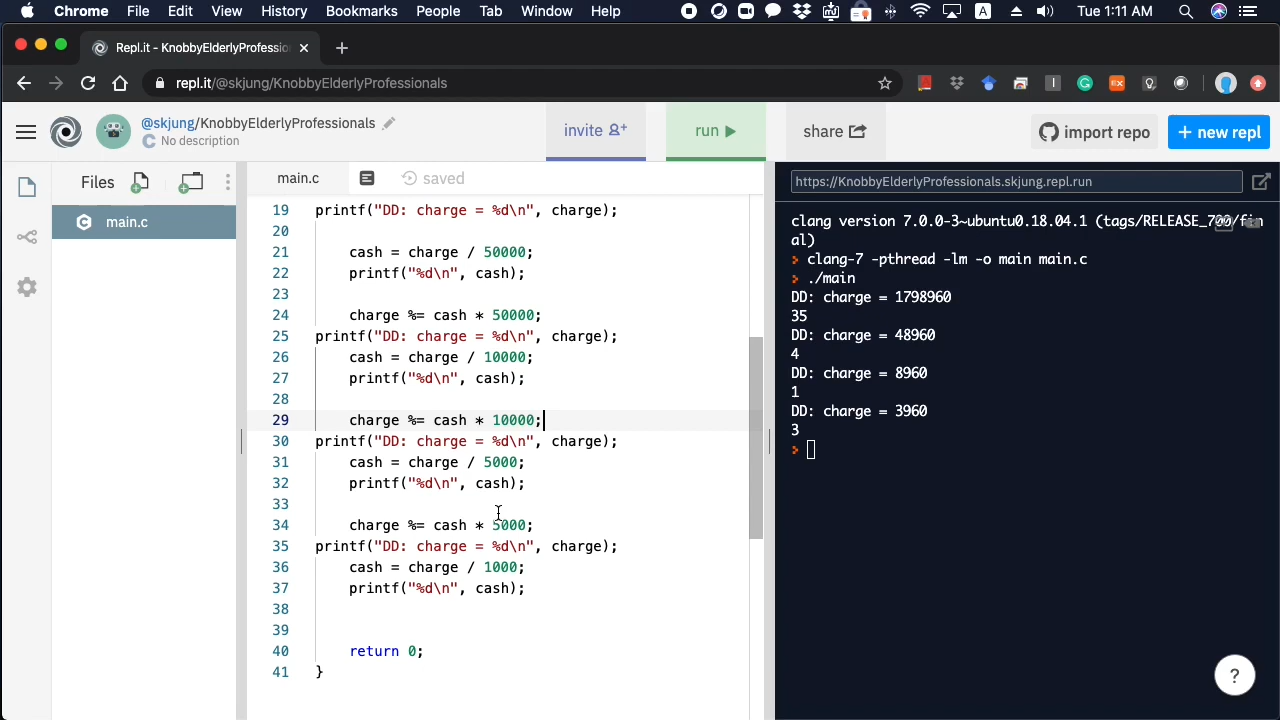 Chrome File Edit View History Bookmarks People Tab Window Help A Tue 1:11 AM
Repl.it - KnobbyElderlyProfessio
repl.it/@skjung/KnobbyElderlyProfessionals
@skjung/KnobbyElderlyProfessionals
No description
invite
run
share
import repo
+ new repl
Files
main.c
main.c
saved
19 printf("DD: charge = %d\n", charge);
20
21 cash = charge / 50000;
22 printf("%d\n", cash);
23
24 charge %= cash * 50000;
25 printf("DD: charge = %d\n", charge);
26 cash = charge / 10000;
27 printf("%d\n", cash);
28
29 charge %= cash * 10000;
30 printf("DD: charge = %d\n", charge);
31 cash = charge / 5000;
32 printf("%d\n", cash);
33
34 charge %= cash * 5000;
35 printf("DD: charge = %d\n", charge);
36 cash = charge / 1000;
37 printf("%d\n", cash);
38
39
40 return 0;
41 }
https://KnobbyElderlyProfessionals.skjung.repl.run
clang version 7.0.0-3~ubuntu0.18.04.1 (tags/RELEASE_700/fin
al)
clang-7 -pthread -lm -o main main.c
./main
DD: charge = 1798960
35
DD: charge = 48960
4
DD: charge = 8960
1
DD: charge = 3960
3
?